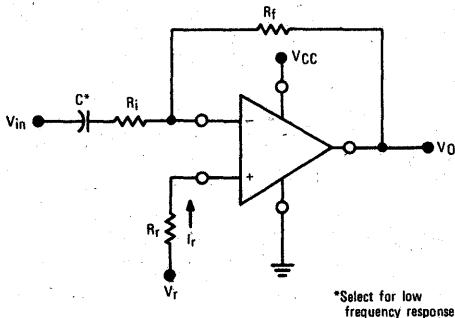 Rf
VCC
C*
Ri
Vin
−
+
VO
Rr
Ir
Vr
*Select for low
frequency response